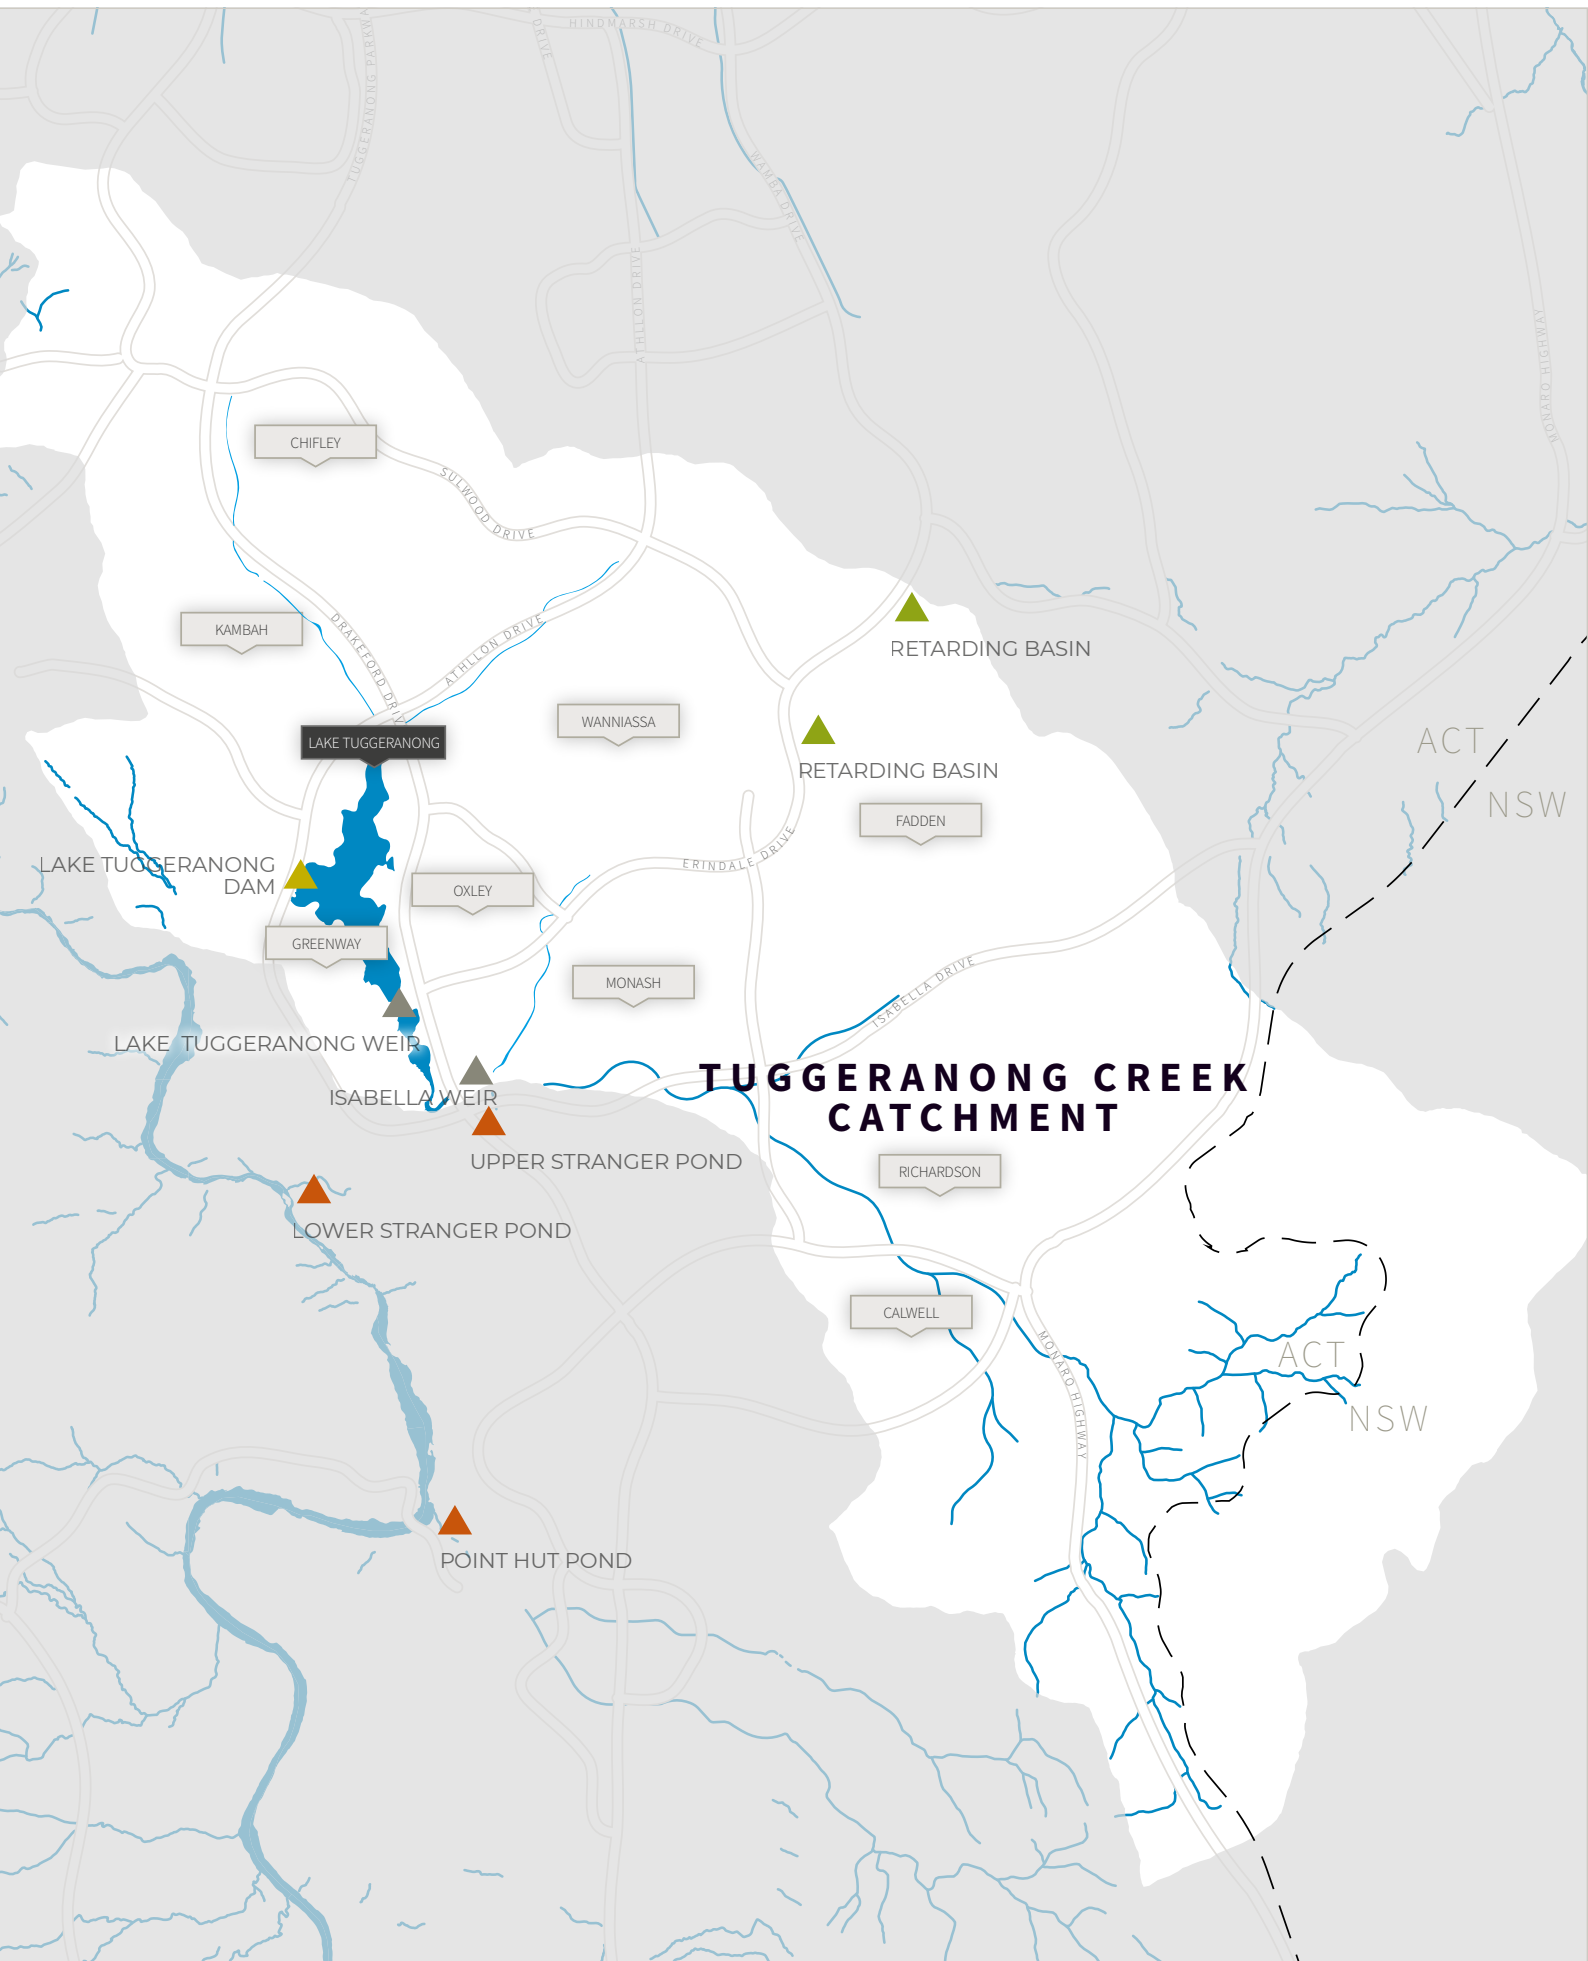 HINDMARSH DRIVE
DRIVE
TUGGERANONG PARKWA
WAMBA DRIVE
ATHLLON DRIVE
MONARO HIGHWAY
CHIFLEY
SULWOOD DRIVE
KAMBAH
DRAKEFORD DRIV
ATHLLON DRIVE
RETARDING BASIN
WANNIASSA
LAKE TUGGERANONG
ACT
RETARDING BASIN
NSW
FADDEN
ERINDALE DRIVE
LAKE TUGGERANONG
DAM
OXLEY
GREENWAY
MONASH
ISABELLA DRIVE
LAKE TUGGERANONG WEIR
TUGGERANONG CREEK
CATCHMENT
ISABELLA WEIR
UPPER STRANGER POND
RICHARDSON
LOWER STRANGER POND
CALWELL
MONARO HIGHWAY
ACT
NSW
POINT HUT POND